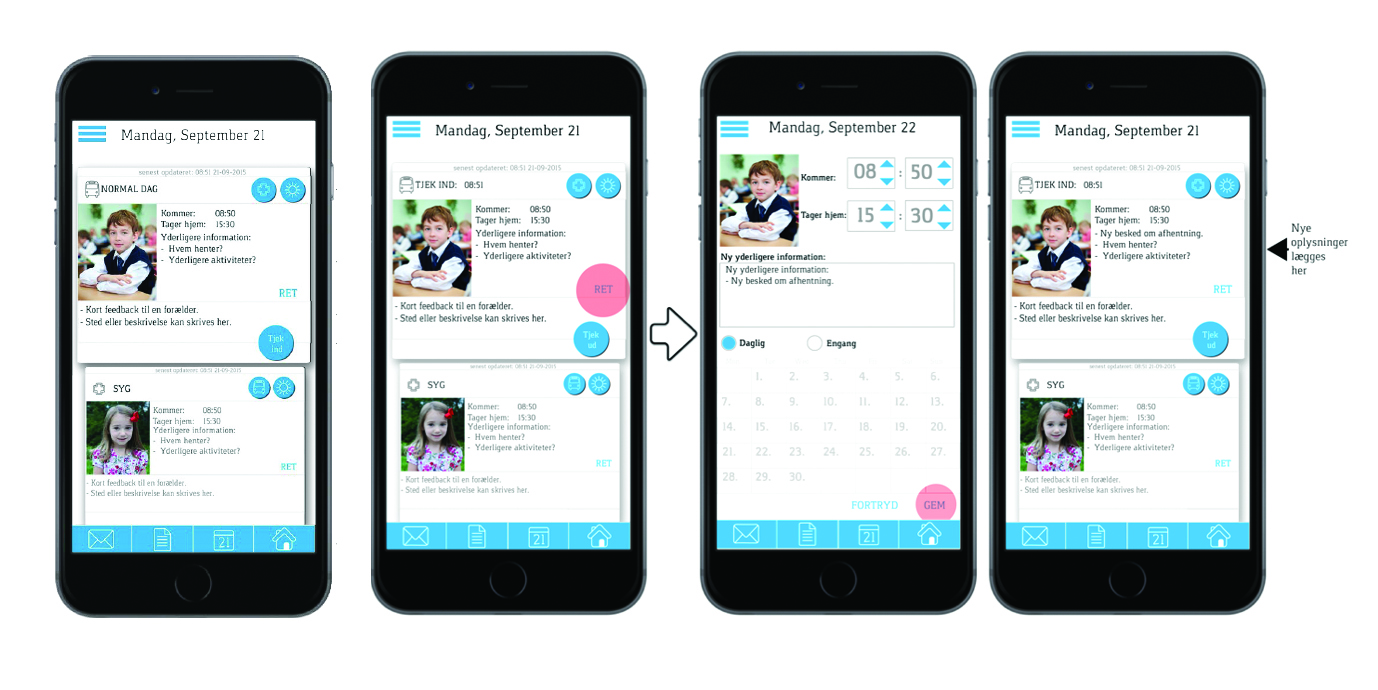 Mandag, September 21
senest opdateret: 08:51 21-09-2015
NORMAL DAG
Kommer: 08:50
Tager hjem: 15:30
Yderligere information:
- Hvem henter?
- Yderligere aktiviteter?
RET
- Kort feedback til en forælder.
- Sted eller beskrivelse kan skrives her.
Tjek
ind
senest opdateret: 08:51 21-09-2015
SYG
Kommer: 08:50
Tager hjem: 15:30
Yderligere information:
- Hvem henter?
- Yderligere aktiviteter?
RET
- Kort feedback til en forælder.
- Sted eller beskrivelse kan skrives her.
21
Mandag, September 21
senest opdateret: 08:51 21-09-2015
TJEK IND: 08:51
Kommer: 08:50
Tager hjem: 15:30
Yderligere information:
- Hvem henter?
- Yderligere aktiviteter?
RET
- Kort feedback til en forælder.
- Sted eller beskrivelse kan skrives her.
Tjek
ud
senest opdateret: 08:51 21-09-2015
SYG
Kommer: 08:50
Tager hjem: 15:30
Yderligere information:
- Hvem henter?
- Yderligere aktiviteter?
RET
- Kort feedback til en forælder.
- Sted eller beskrivelse kan skrives her.
21
Mandag, September 22
Kommer: 08 : 50
Tager hjem: 15 : 30
Ny yderligere information:
Ny yderligere information:
- Ny besked om afhentning.
Daglig Engang
1. 2. 3. 4. 5. 6.
7. 8. 9. 10. 11. 12. 13.
14. 15. 16. 17. 18. 19. 20.
21. 22. 23. 24. 25. 26. 27.
28. 29. 30.
FORTRYD GEM
21
Mandag, September 21
senest opdateret: 08:51 21-09-2015
TJEK IND: 08:51
Kommer: 08:50
Tager hjem: 15:30
- Ny besked om afhentning.
- Hvem henter?
- Yderligere aktiviteter?
RET
- Kort feedback til en forælder.
- Sted eller beskrivelse kan skrives her.
Tjek
ud
senest opdateret: 08:51 21-09-2015
SYG
Kommer: 08:50
Tager hjem: 15:30
Yderligere information:
- Hvem henter?
- Yderligere aktiviteter?
RET
- Kort feedback til en forælder.
- Sted eller beskrivelse kan skrives her.
21
Nye
oplysninger
lægges
her